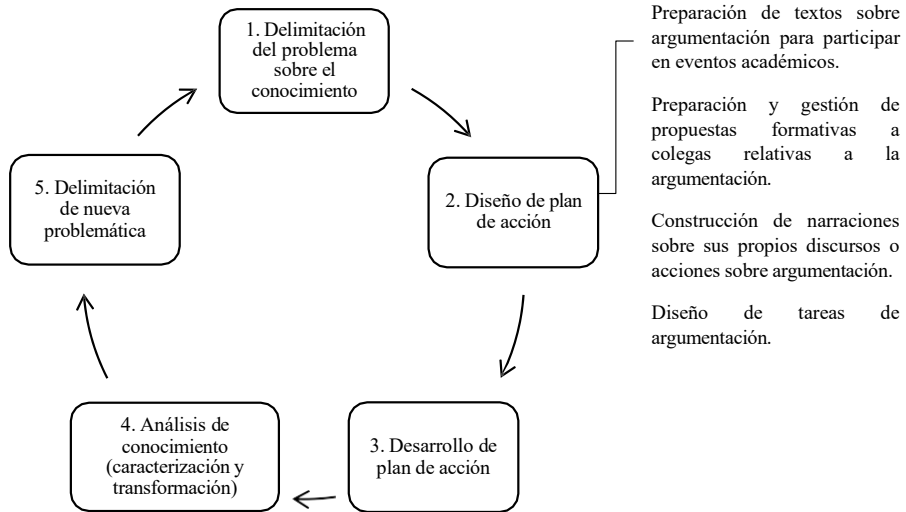 1. Delimitación
del problema
sobre el
conocimiento
2. Diseño de plan
de acción
3. Desarrollo de
plan de acción
4. Análisis de
conocimiento
(caracterización y
transformación)
5. Delimitación
de nueva
problemática
Preparación de textos sobre
argumentación para participar
en eventos académicos.
Preparación y gestión de
propuestas formativas a
colegas relativas a la
argumentación.
Construcción de narraciones
sobre sus propios discursos o
acciones sobre argumentación.
Diseño de tareas de
argumentación.